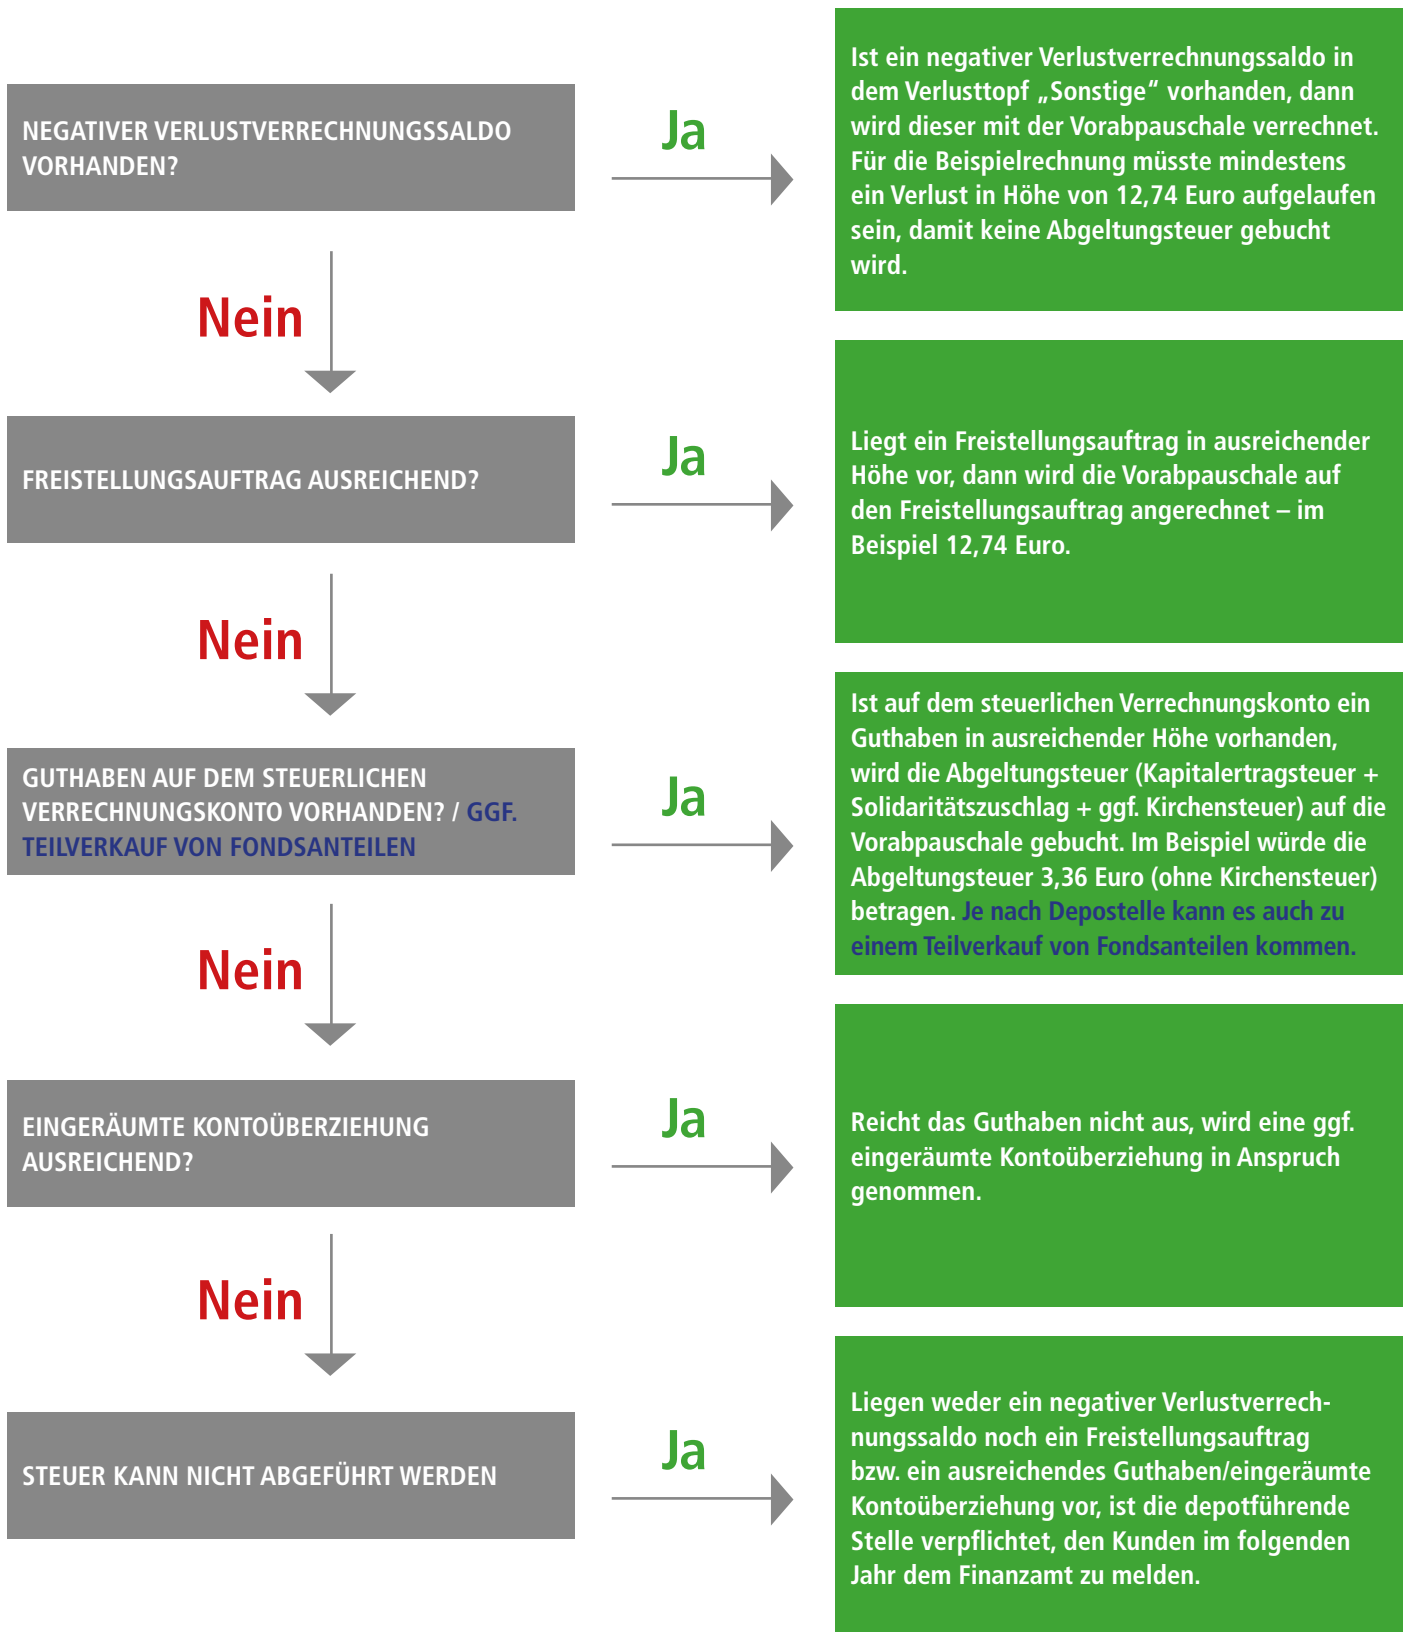 NEGATIVER VERLUSTVERRECHNUNGSSALDO
VORHANDEN?
Ja
Ist ein negativer Verlustverrechnungssaldo in
dem Verlusttopf „Sonstige“ vorhanden, dann
wird dieser mit der Vorabpauschale verrechnet.
Für die Beispielrechnung müsste mindestens
ein Verlust in Höhe von 12,74 Euro aufgelaufen
sein, damit keine Abgeltungsteuer gebucht
wird.
Nein
FREISTELLUNGSAUFTRAG AUSREICHEND?
Ja
Liegt ein Freistellungsauftrag in ausreichender
Höhe vor, dann wird die Vorabpauschale auf
den Freistellungsauftrag angerechnet – im
Beispiel 12,74 Euro.
Nein
GUTHABEN AUF DEM STEUERLICHEN
VERRECHNUNGSKONTO VORHANDEN? / GGF.
TEILVERKAUF VON FONDSANTEILEN
Ja
Ist auf dem steuerlichen Verrechnungskonto ein
Guthaben in ausreichender Höhe vorhanden,
wird die Abgeltungsteuer (Kapitalertragsteuer +
Solidaritätszuschlag + ggf. Kirchensteuer) auf die
Vorabpauschale gebucht. Im Beispiel würde die
Abgeltungsteuer 3,36 Euro (ohne Kirchensteuer)
betragen. Je nach Depostelle kann es auch zu
einem Teilverkauf von Fondsanteilen kommen.
Nein
EINGERÄUMTE KONTOÜBERZIEHUNG
AUSREICHEND?
Ja
Reicht das Guthaben nicht aus, wird eine ggf.
eingeräumte Kontoüberziehung in Anspruch
genommen.
Nein
STEUER KANN NICHT ABGEFÜHRT WERDEN
Ja
Liegen weder ein negativer Verlustverrech-
nungssaldo noch ein Freistellungsauftrag
bzw. ein ausreichendes Guthaben/eingeräumte
Kontoüberziehung vor, ist die depotführende
Stelle verpflichtet, den Kunden im folgenden
Jahr dem Finanzamt zu melden.